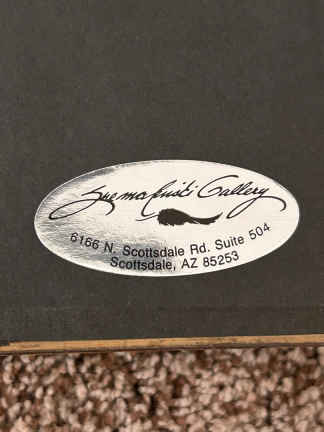 Gallery
6166 N. Scottsdale Rd. Suite 504
Scottsdale, AZ 85253